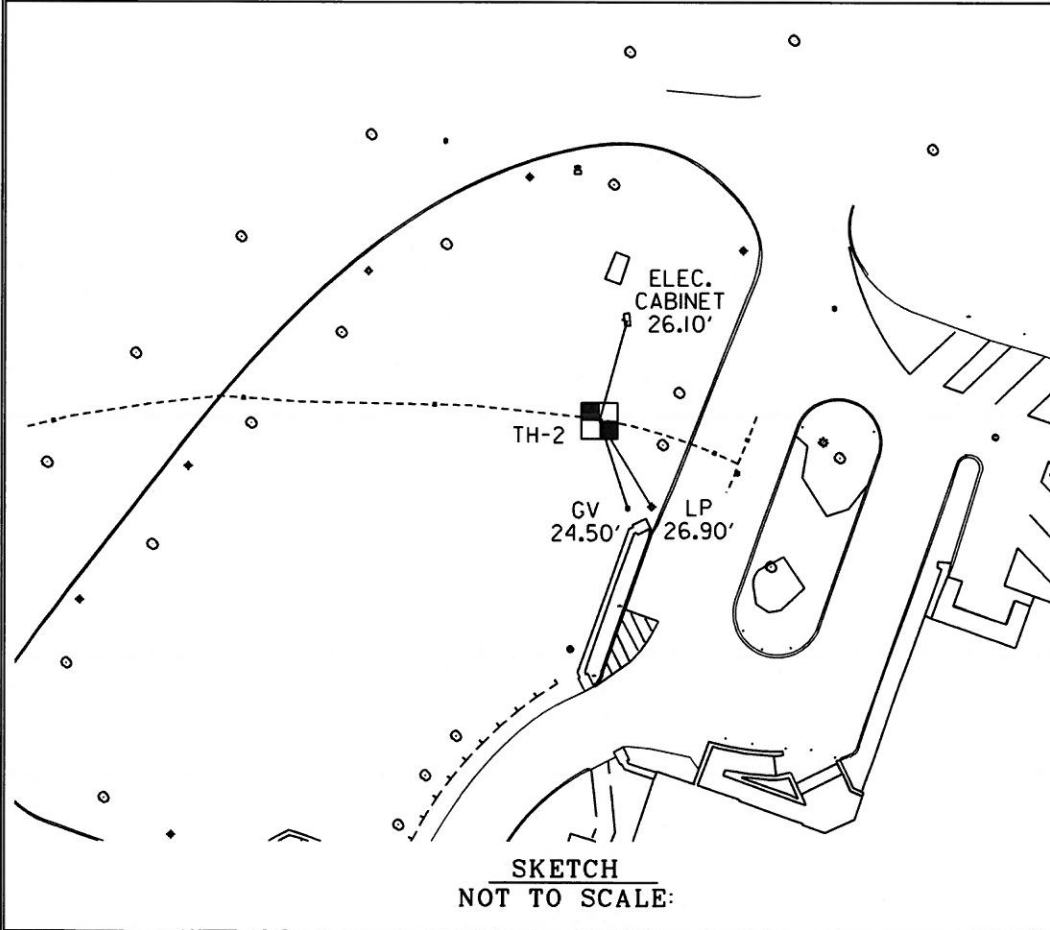 ELEC.
CABINET
26.10'
TH-2
GV
24.50'
LP
26.90'
SKETCH
NOT TO SCALE: